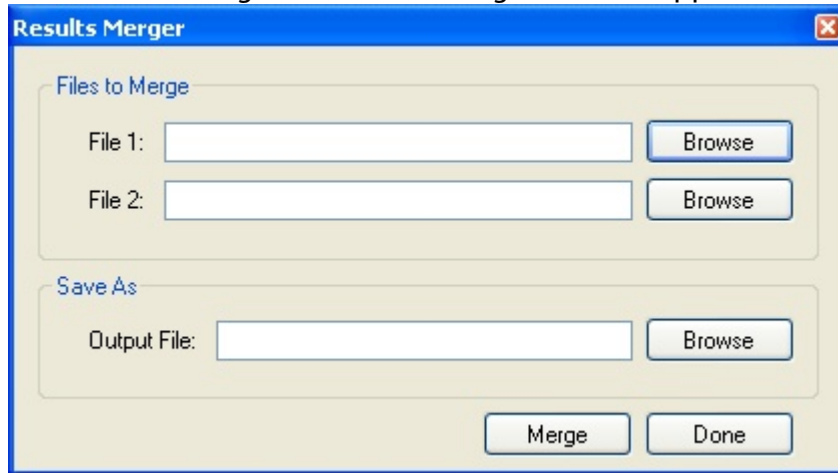 Results Merger
Files to Merge
File 1: Browse
File 2: Browse
Save As
Output File: Browse
Merge Done